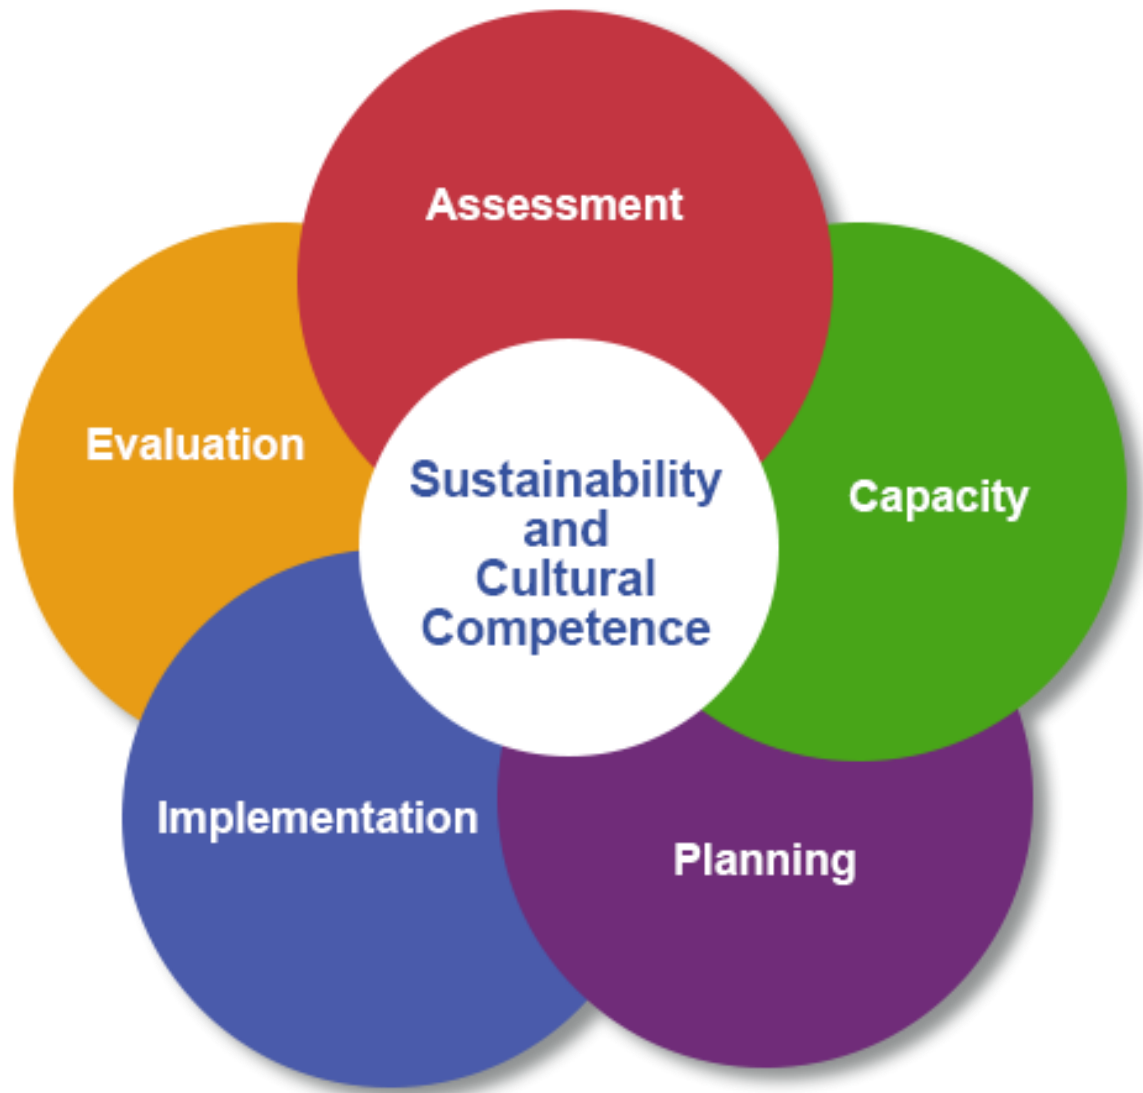 Assessment
Evaluation
Capacity
Sustainability
and
Cultural
Competence
Implementation
Planning